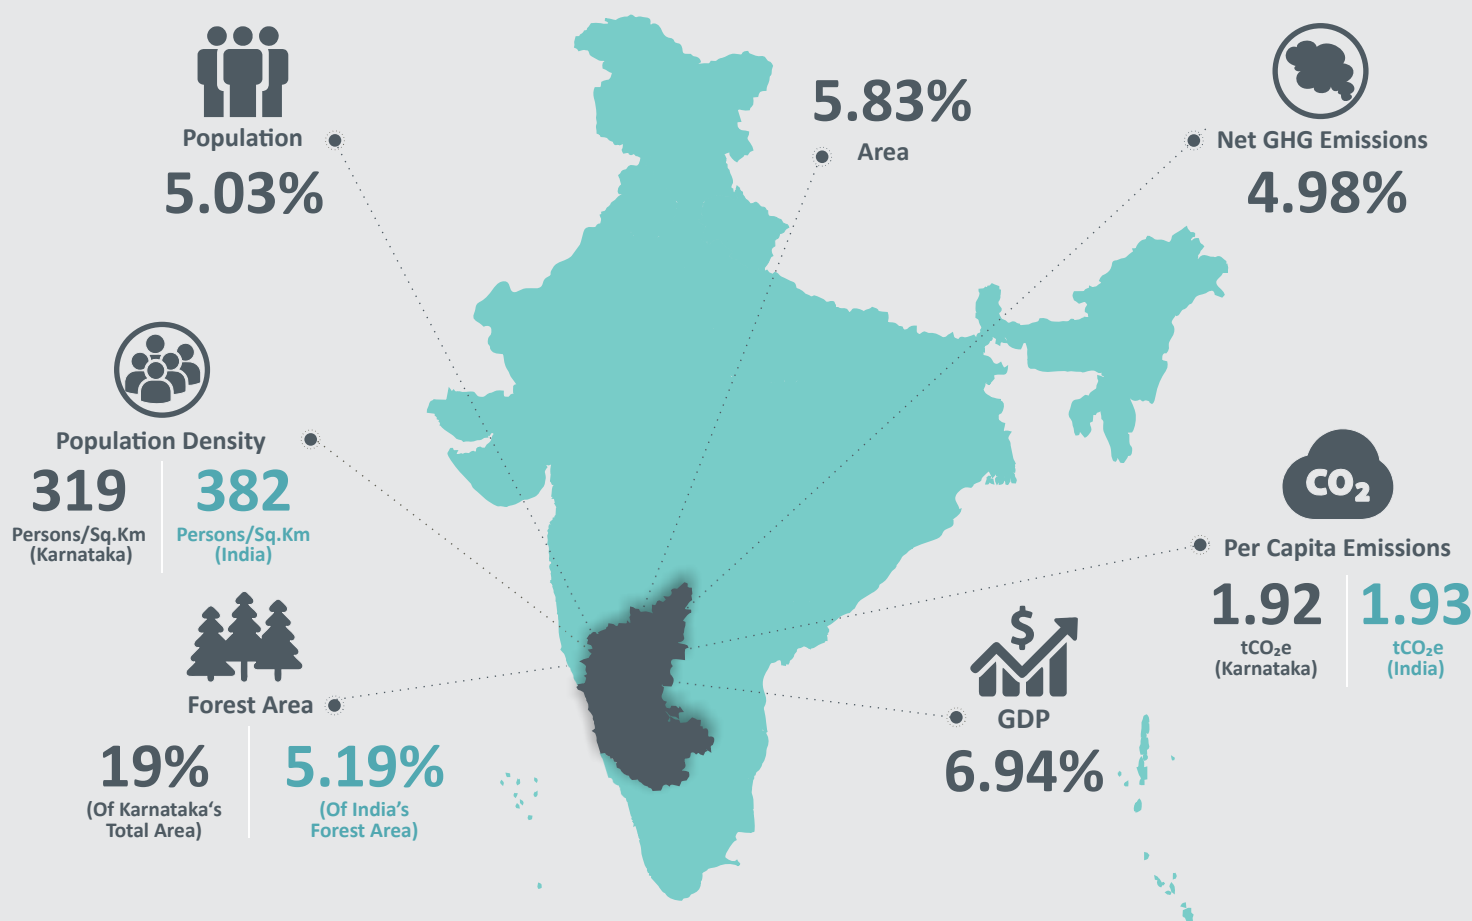 Population
5.03%
5.83%
Area
Net GHG Emissions
4.98%
Population Density
319
Persons/Sq.Km
(Karnataka)
382
Persons/Sq.Km
(India)
CO₂
Per Capita Emissions
1.92
tCO₂e
(Karnataka)
1.93
tCO₂e
(India)
Forest Area
19%
(Of Karnataka‘s
Total Area)
5.19%
(Of India’s
Forest Area)
$
GDP
6.94%